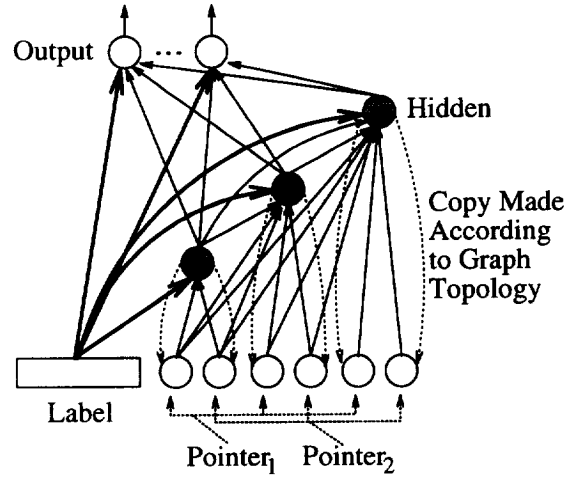 Output
...
Hidden
Copy Made
According
to Graph
Topology
Label
Pointer1
Pointer2